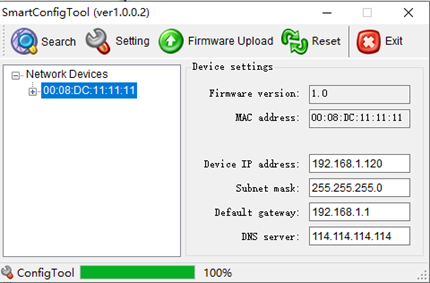 SmartConfigTool (ver1.0.0.2)
Search Setting Firmware Upload Reset Exit
Network Devices
00:08:DC:11:11:11
Device settings
Firmware version: 1.0
MAC address: 00:08:DC:11:11:11
Device IP address: 192.168.1.120
Subnet mask: 255.255.255.0
Default gateway: 192.168.1.1
DNS server: 114.114.114.114
ConfigTool 100%